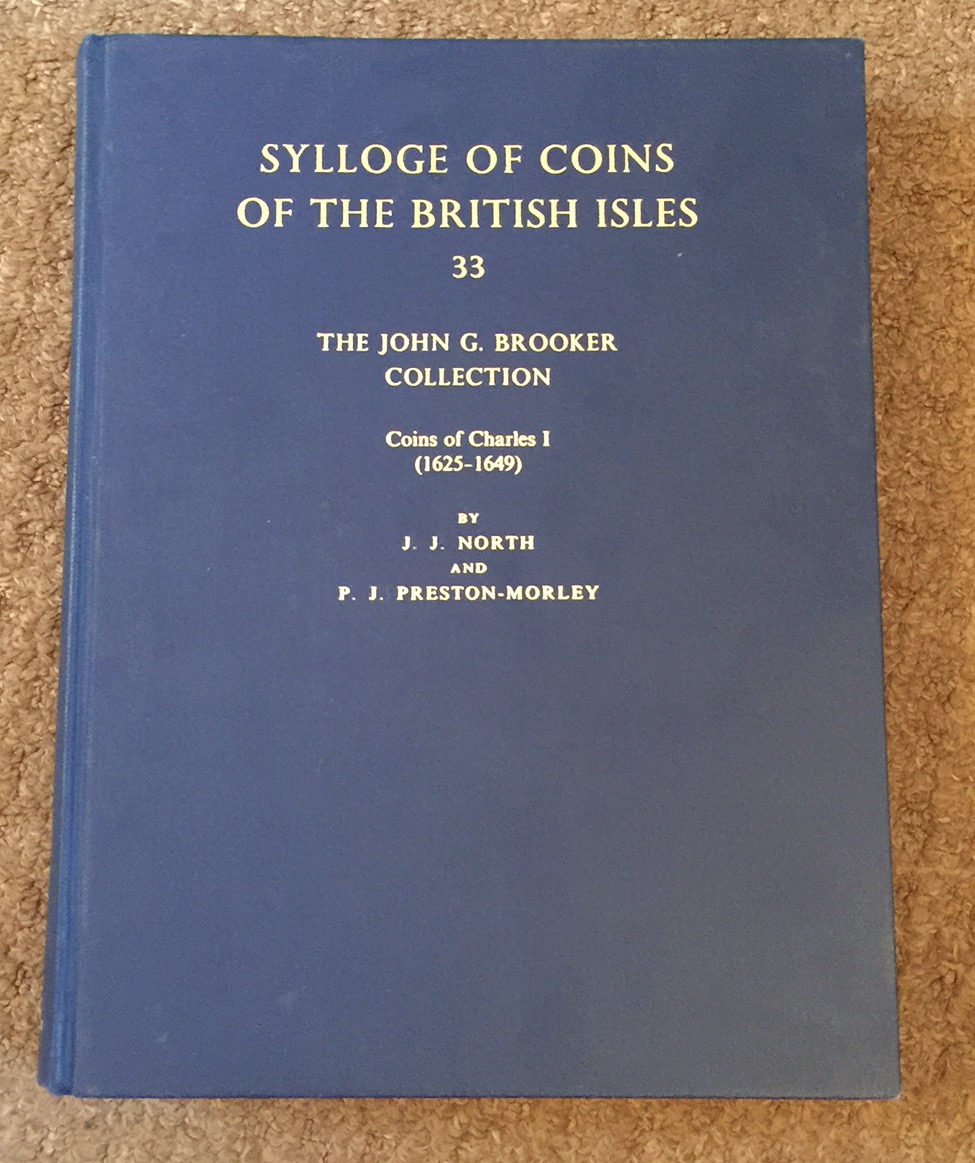 SYLLOGE OF COINS
OF THE BRITISH ISLES
33
THE JOHN G. BROOKER
COLLECTION
Coins of Charles I
(1625-1649)
BY
J. J. NORTH
AND
P. J. PRESTON-MORLEY